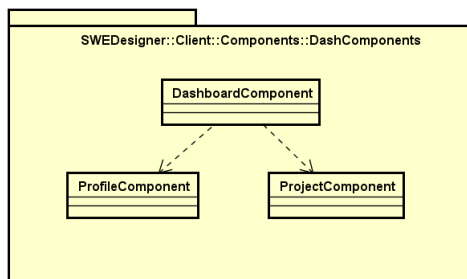 SWEDesigner::Client::Components::DashComponents
DashboardComponent
ProfileComponent
ProjectComponent